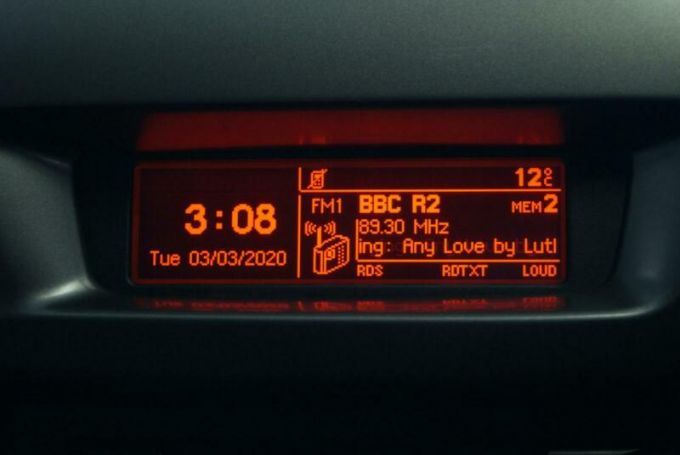 12°C
3:08
Tue 03/03/2020
FM1 BBC R2 MEM2
89.30 MHz
ing: Any Love by Lutl
RDS RDTXT LOUD